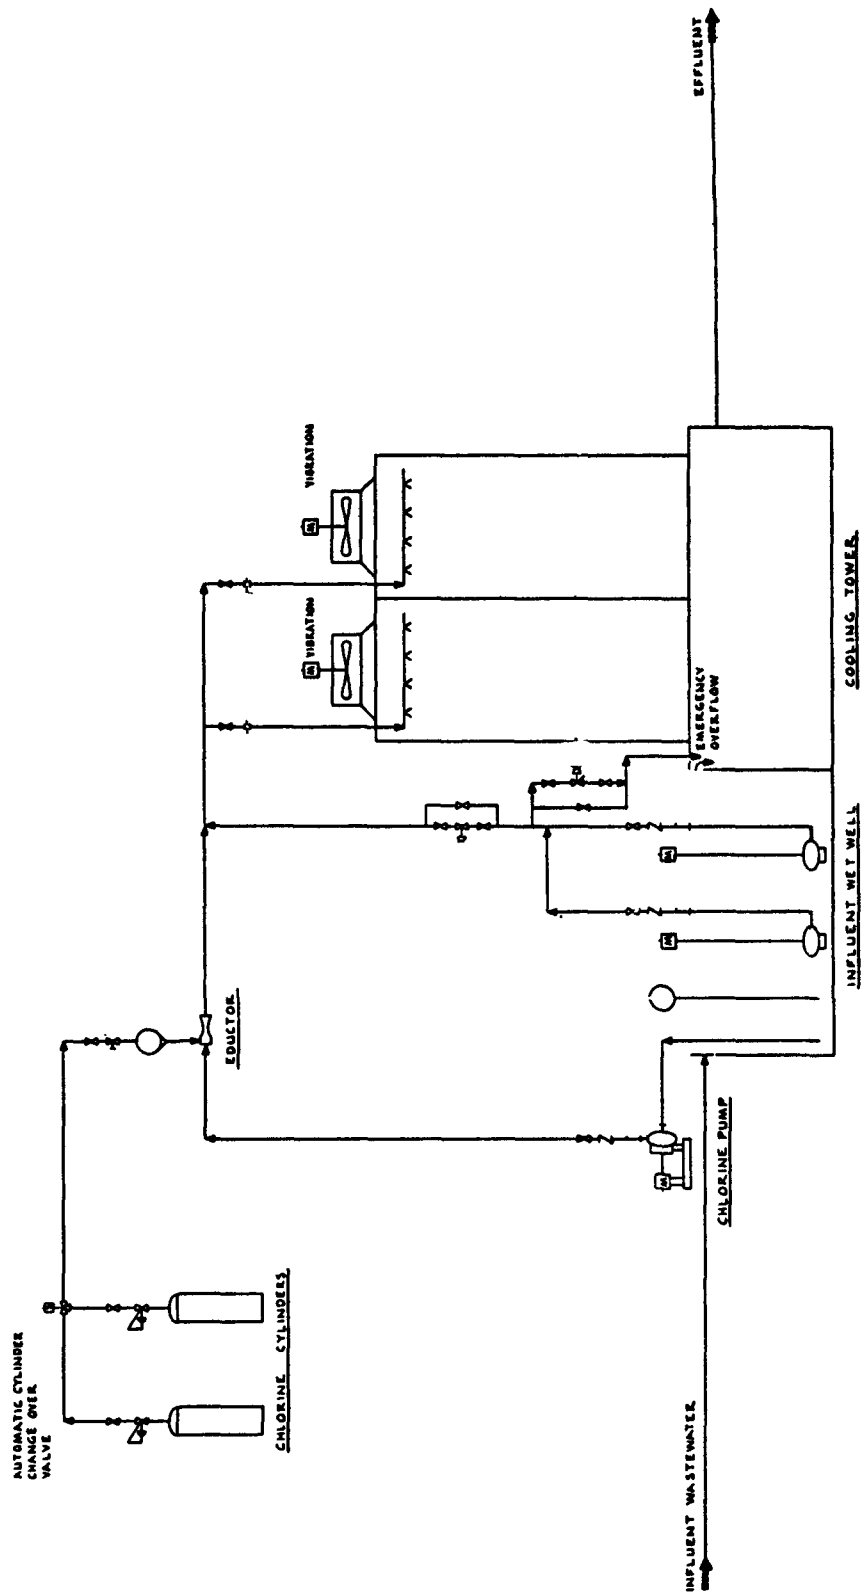 AUTOMATIC CYLINDER
CHANGE OVER
VALVE
CHLORINE CYLINDERS
EDUCTOR
VIBRATION
VIBRATION
EFFLUENT
EMERGENCY
OVERFLOW
COOLING TOWER
INFLUENT WET WELL
CHLORINE PUMP
INFLUENT WASTEWATER
M
M
M
M
M